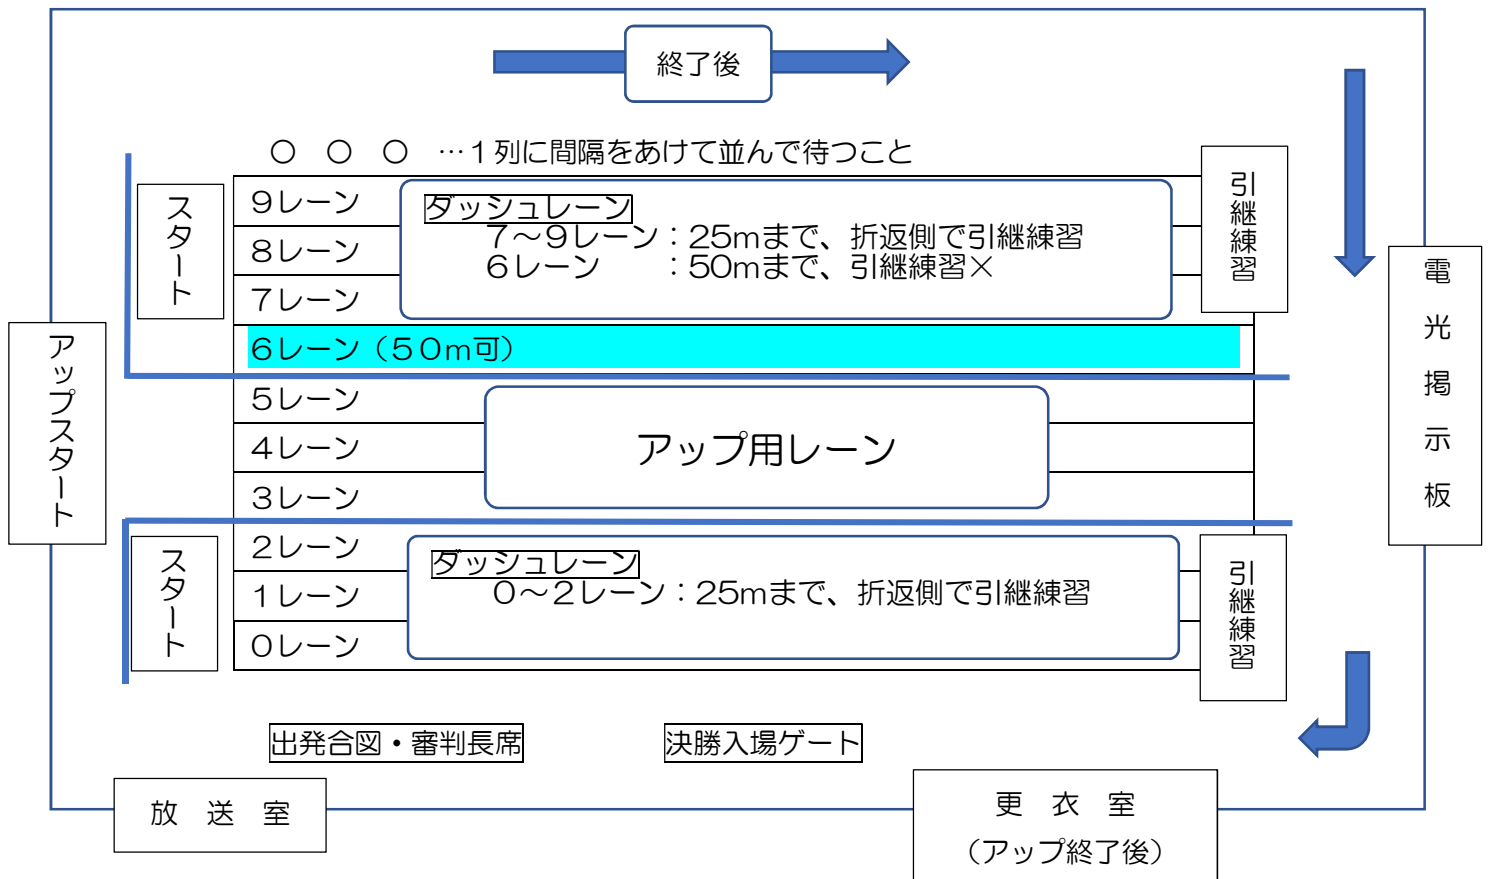 終了後
○ ○ ○ …１列に間隔をあけて並んで待つこと
スタート
９レーン
８レーン
７レーン
ダッシュレーン
７～９レーン：25mまで、折返側で引継練習
６レーン　　：50mまで、引継練習×
引継練習
６レーン（５０ｍ可）
アップスタート
５レーン
４レーン
３レーン
アップ用レーン
電光掲示板
スタート
２レーン
１レーン
０レーン
ダッシュレーン
０～２レーン：25mまで、折返側で引継練習
引継練習
出発合図・審判長席
決勝入場ゲート
放　送　室
更　衣　室
（アップ終了後）